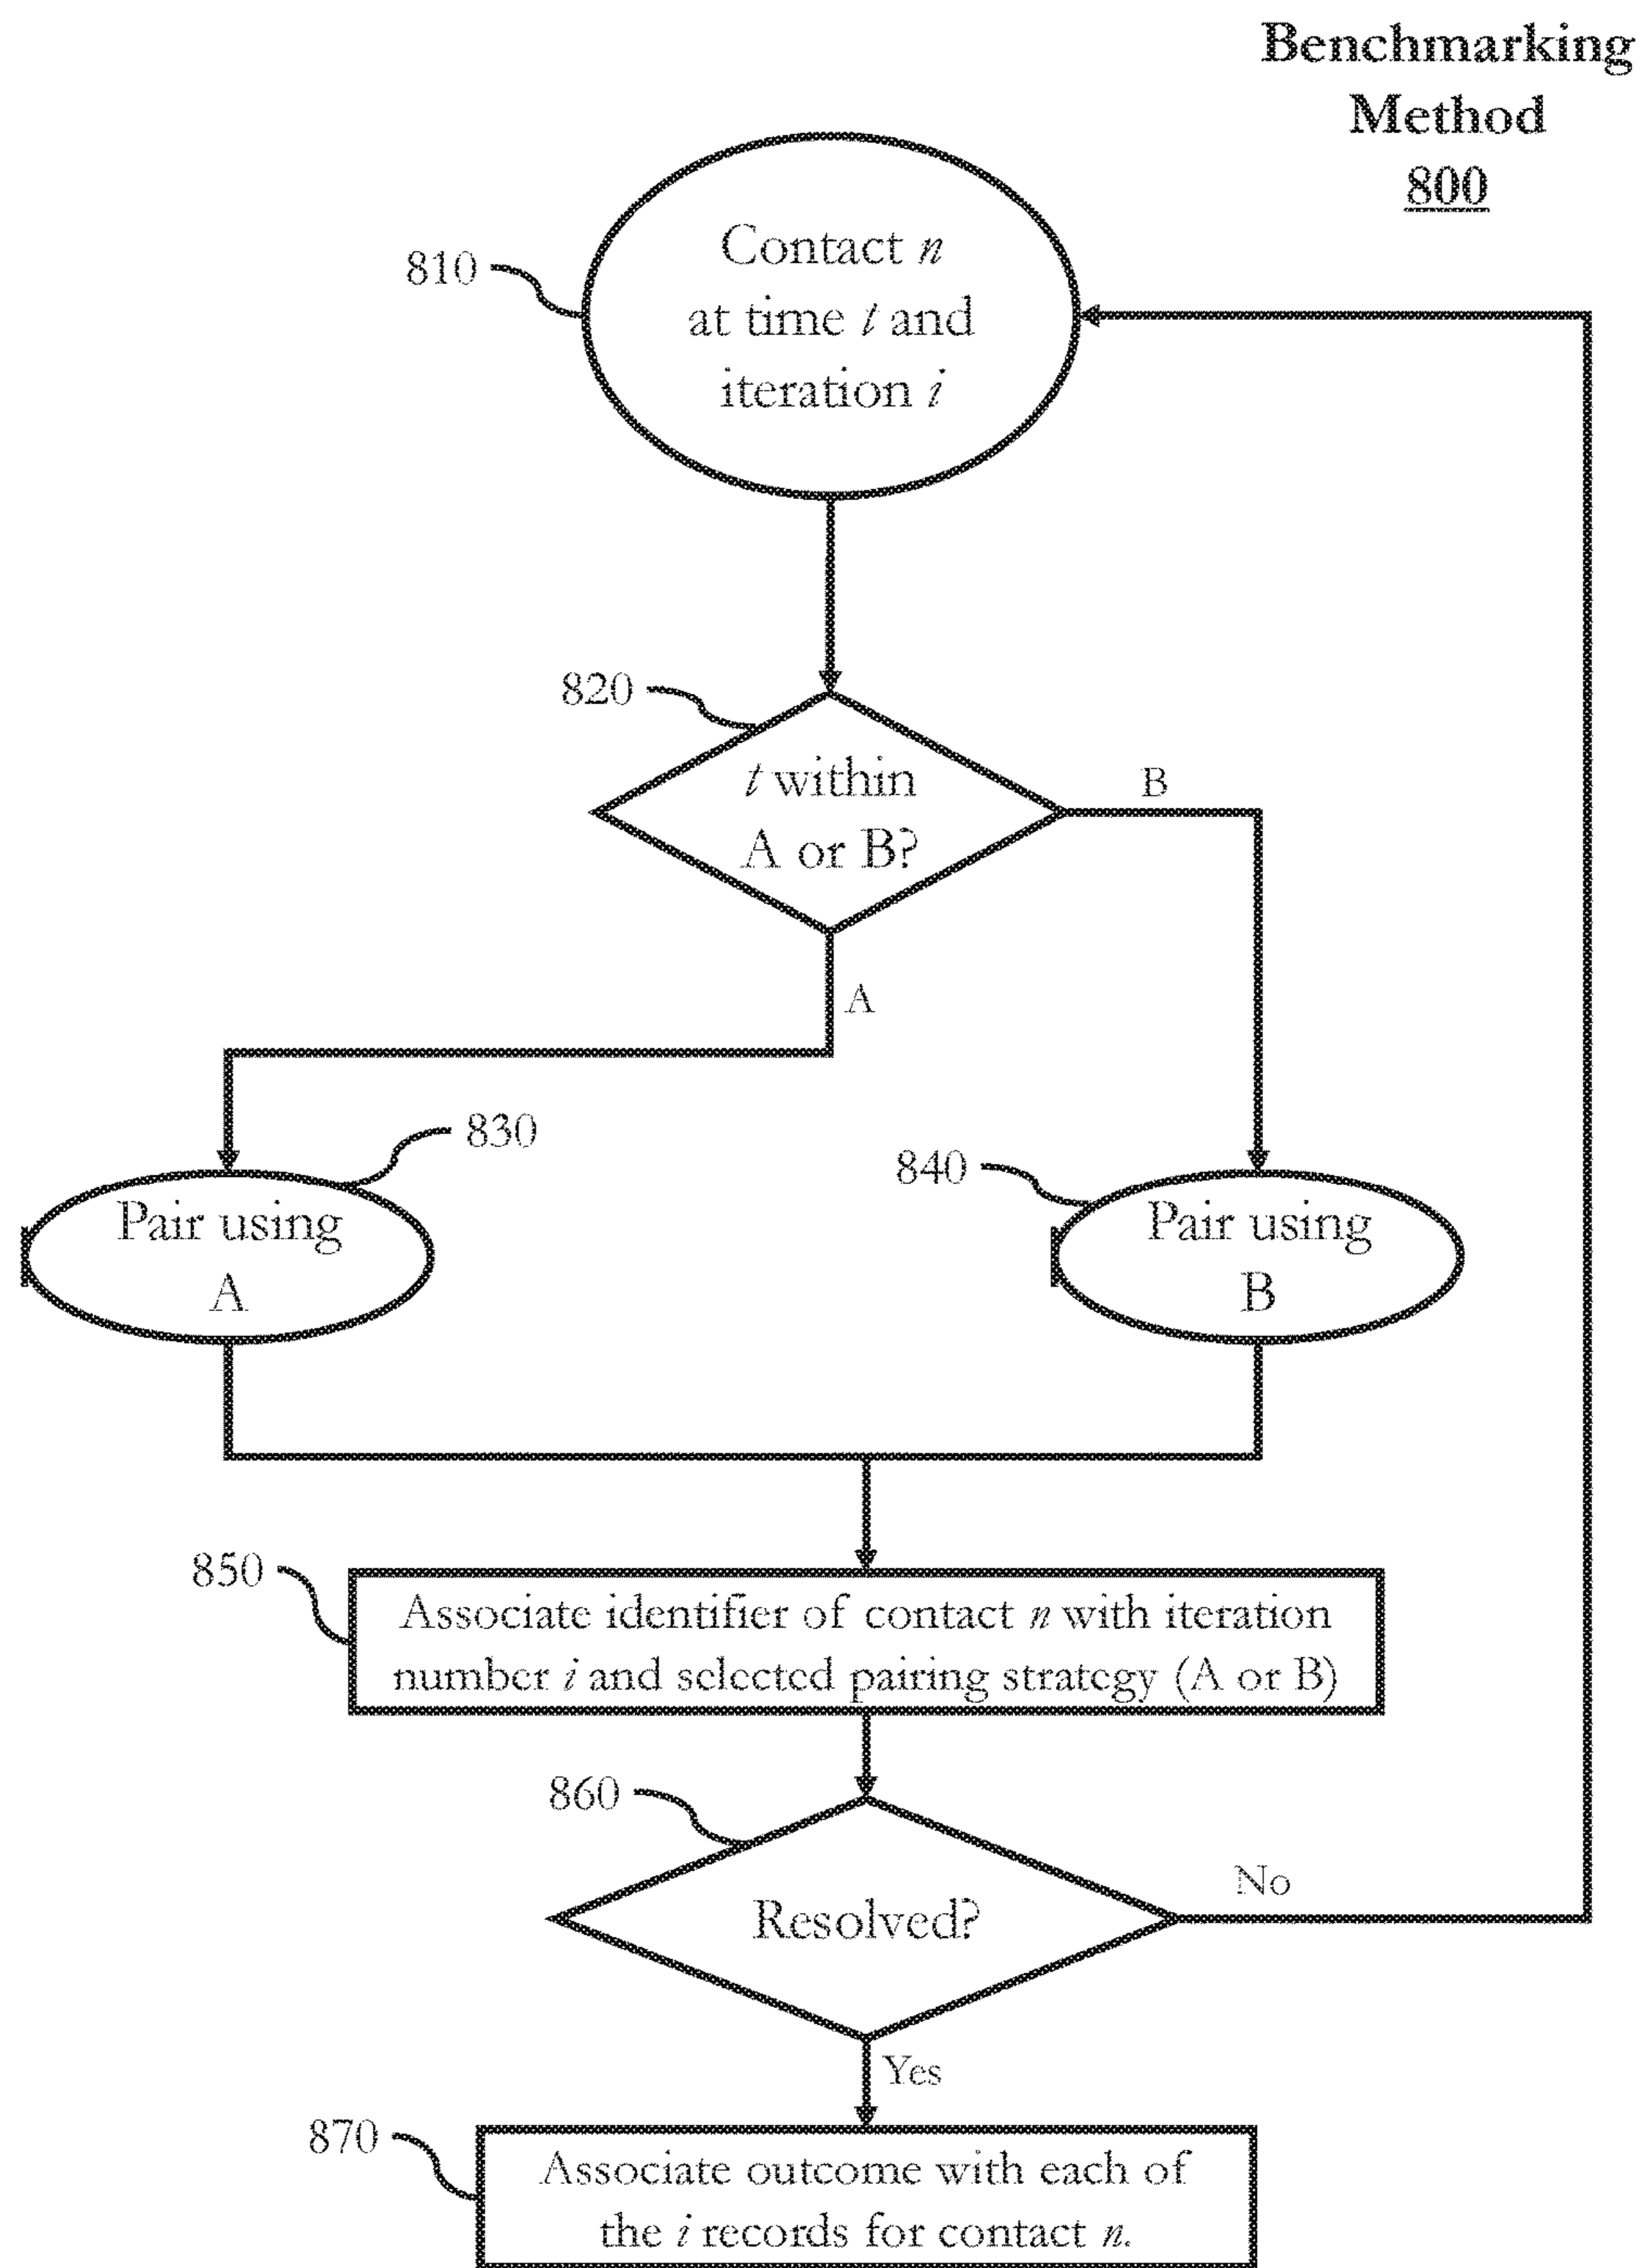 Benchmarking
Method
800
810
Contact n
at time t and
iteration i
820
t within
A or B?
B
A
830
Pair using
A
840
Pair using
B
850
Associate identifier of contact n with iteration
number i and selected pairing strategy (A or B)
860
Resolved?
No
Yes
870
Associate outcome with each of
the i records for contact n.